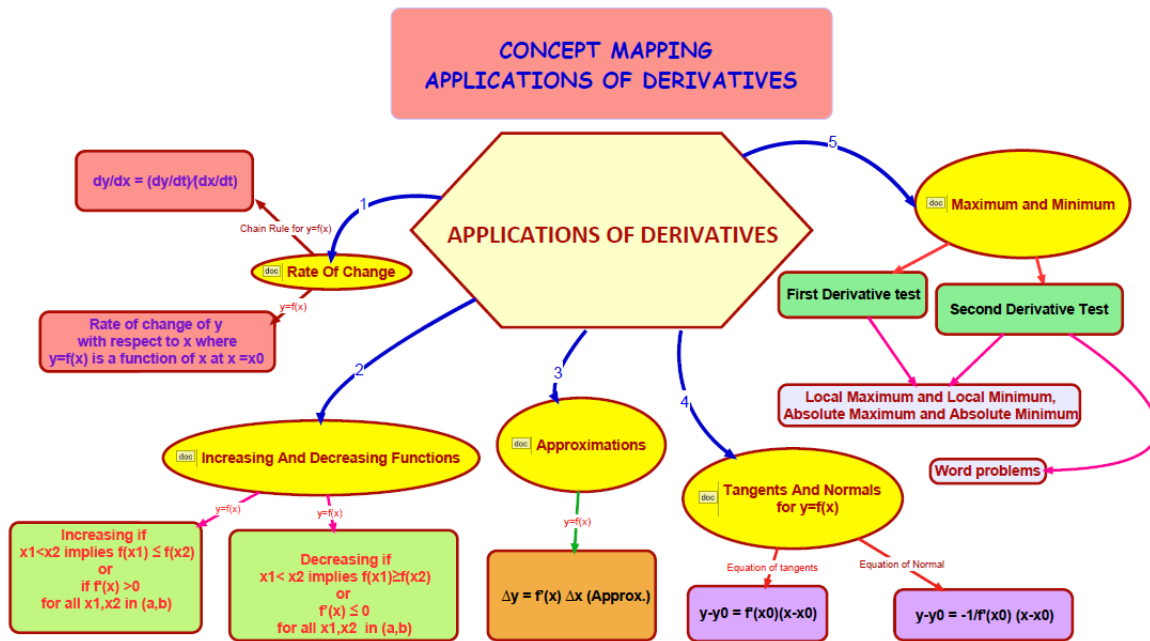 CONCEPT MAPPING
APPLICATIONS OF DERIVATIVES
APPLICATIONS OF DERIVATIVES
1
doc Rate Of Change
Chain Rule for y=f(x)
dy/dx = (dy/dt)/(dx/dt)
y=f(x)
Rate of change of y
with respect to x where
y=f(x) is a function of x at x =x0
2
doc Increasing And Decreasing Functions
y=f(x)
Increasing if
x1<x2 implies f(x1) ≤ f(x2)
or
if f'(x) >0
for all x1,x2 in (a,b)
y=f(x)
Decreasing if
x1< x2 implies f(x1)≥f(x2)
or
f'(x) ≤ 0
for all x1,x2 in (a,b)
3
doc Approximations
y=f(x)
Δy = f'(x) Δx (Approx.)
4
doc Tangents And Normals
for y=f(x)
Equation of tangents
y-y0 = f'(x0)(x-x0)
Equation of Normal
y-y0 = -1/f'(x0) (x-x0)
5
doc Maximum and Minimum
First Derivative test
Second Derivative Test
Local Maximum and Local Minimum,
Absolute Maximum and Absolute Minimum
Word problems